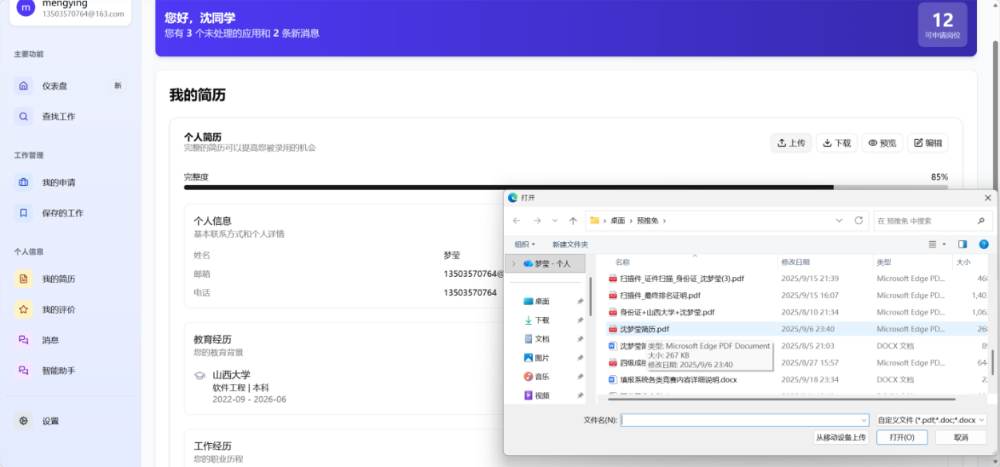 m
mengying
13503570764@163.com
主要功能
仪表盘
新
查找工作
工作管理
我的申请
保存的工作
个人信息
我的简历
我的评价
消息
智能助手
设置
您好，沈同学
您有 3 个未处理的应用和 2 条新消息
12
可申请岗位
我的简历
个人简历
完整的简历可以提高您被录用的机会
上传
下载
预览
编辑
完整度
85%
个人信息
基本联系方式和个人详情
姓名
梦莹
邮箱
13503570764@
电话
13503570764
教育经历
您的教育背景
山西大学
软件工程 | 本科
2022-09 - 2026-06
工作经历
您的职业历程
打开
桌面 › 预推免 ›
在 预推免 中搜索
组织
新建文件夹
梦莹 - 个人
桌面
下载
文档
图片
音乐
视频
名称 修改日期 类型 大小
扫描件_证件扫描_身份证_沈梦莹(3).pdf 2025/9/15 21:39 Microsoft Edge PD... 46
扫描件_最终排名证明.pdf 2025/9/15 16:07 Microsoft Edge PD... 1,40
身份证+山西大学+沈梦莹.pdf 2025/8/10 21:34 Microsoft Edge PD... 1,06
沈梦莹简历.pdf 2025/9/6 23:40 Microsoft Edge PD... 26
沈梦莹 2025/8/5 21:03 DOCX 文档 8
四级成 2025/8/27 15:57 Microsoft Edge PD... 64
填报系统各类竞赛内容详细说明.docx 2025/9/18 23:34 DOCX 文档 2
类型: Microsoft Edge PDF Document
大小: 267 KB
修改日期: 2025/9/6 23:40
文件名(N):
自定义文件 (*.pdf;*.doc;*.docx
从移动设备上传
打开(O)
取消